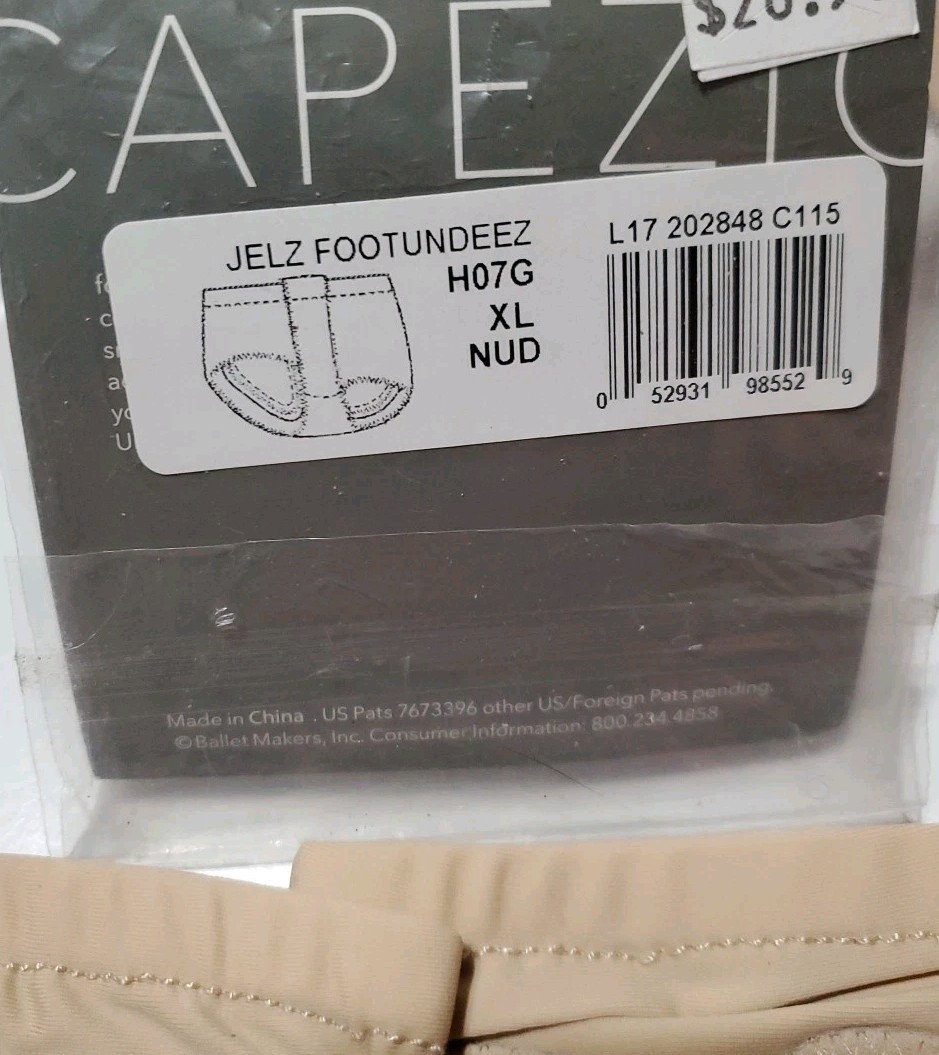 CAPEZIO
JELZ FOOTUNDEEZ
H07G
XL
NUD
L17 202848 C115
0 52931 98552 9
Made in China . US Pats 7673396 other US/Foreign Pats pending.
©Ballet Makers, Inc. Consumer Information: 800.234.4858